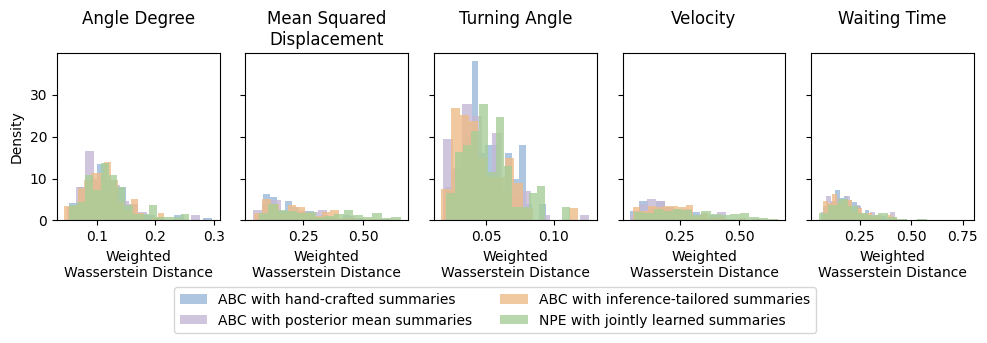 Angle Degree
Mean Squared
Displacement
Turning Angle
Velocity
Waiting Time
Density
30
20
10
0
0.1 0.2 0.3
0.25 0.50
0.05 0.10
0.25 0.50
0.25 0.50 0.75
Weighted
Wasserstein Distance
Weighted
Wasserstein Distance
Weighted
Wasserstein Distance
Weighted
Wasserstein Distance
Weighted
Wasserstein Distance
ABC with hand-crafted summaries
ABC with posterior mean summaries
ABC with inference-tailored summaries
NPE with jointly learned summaries